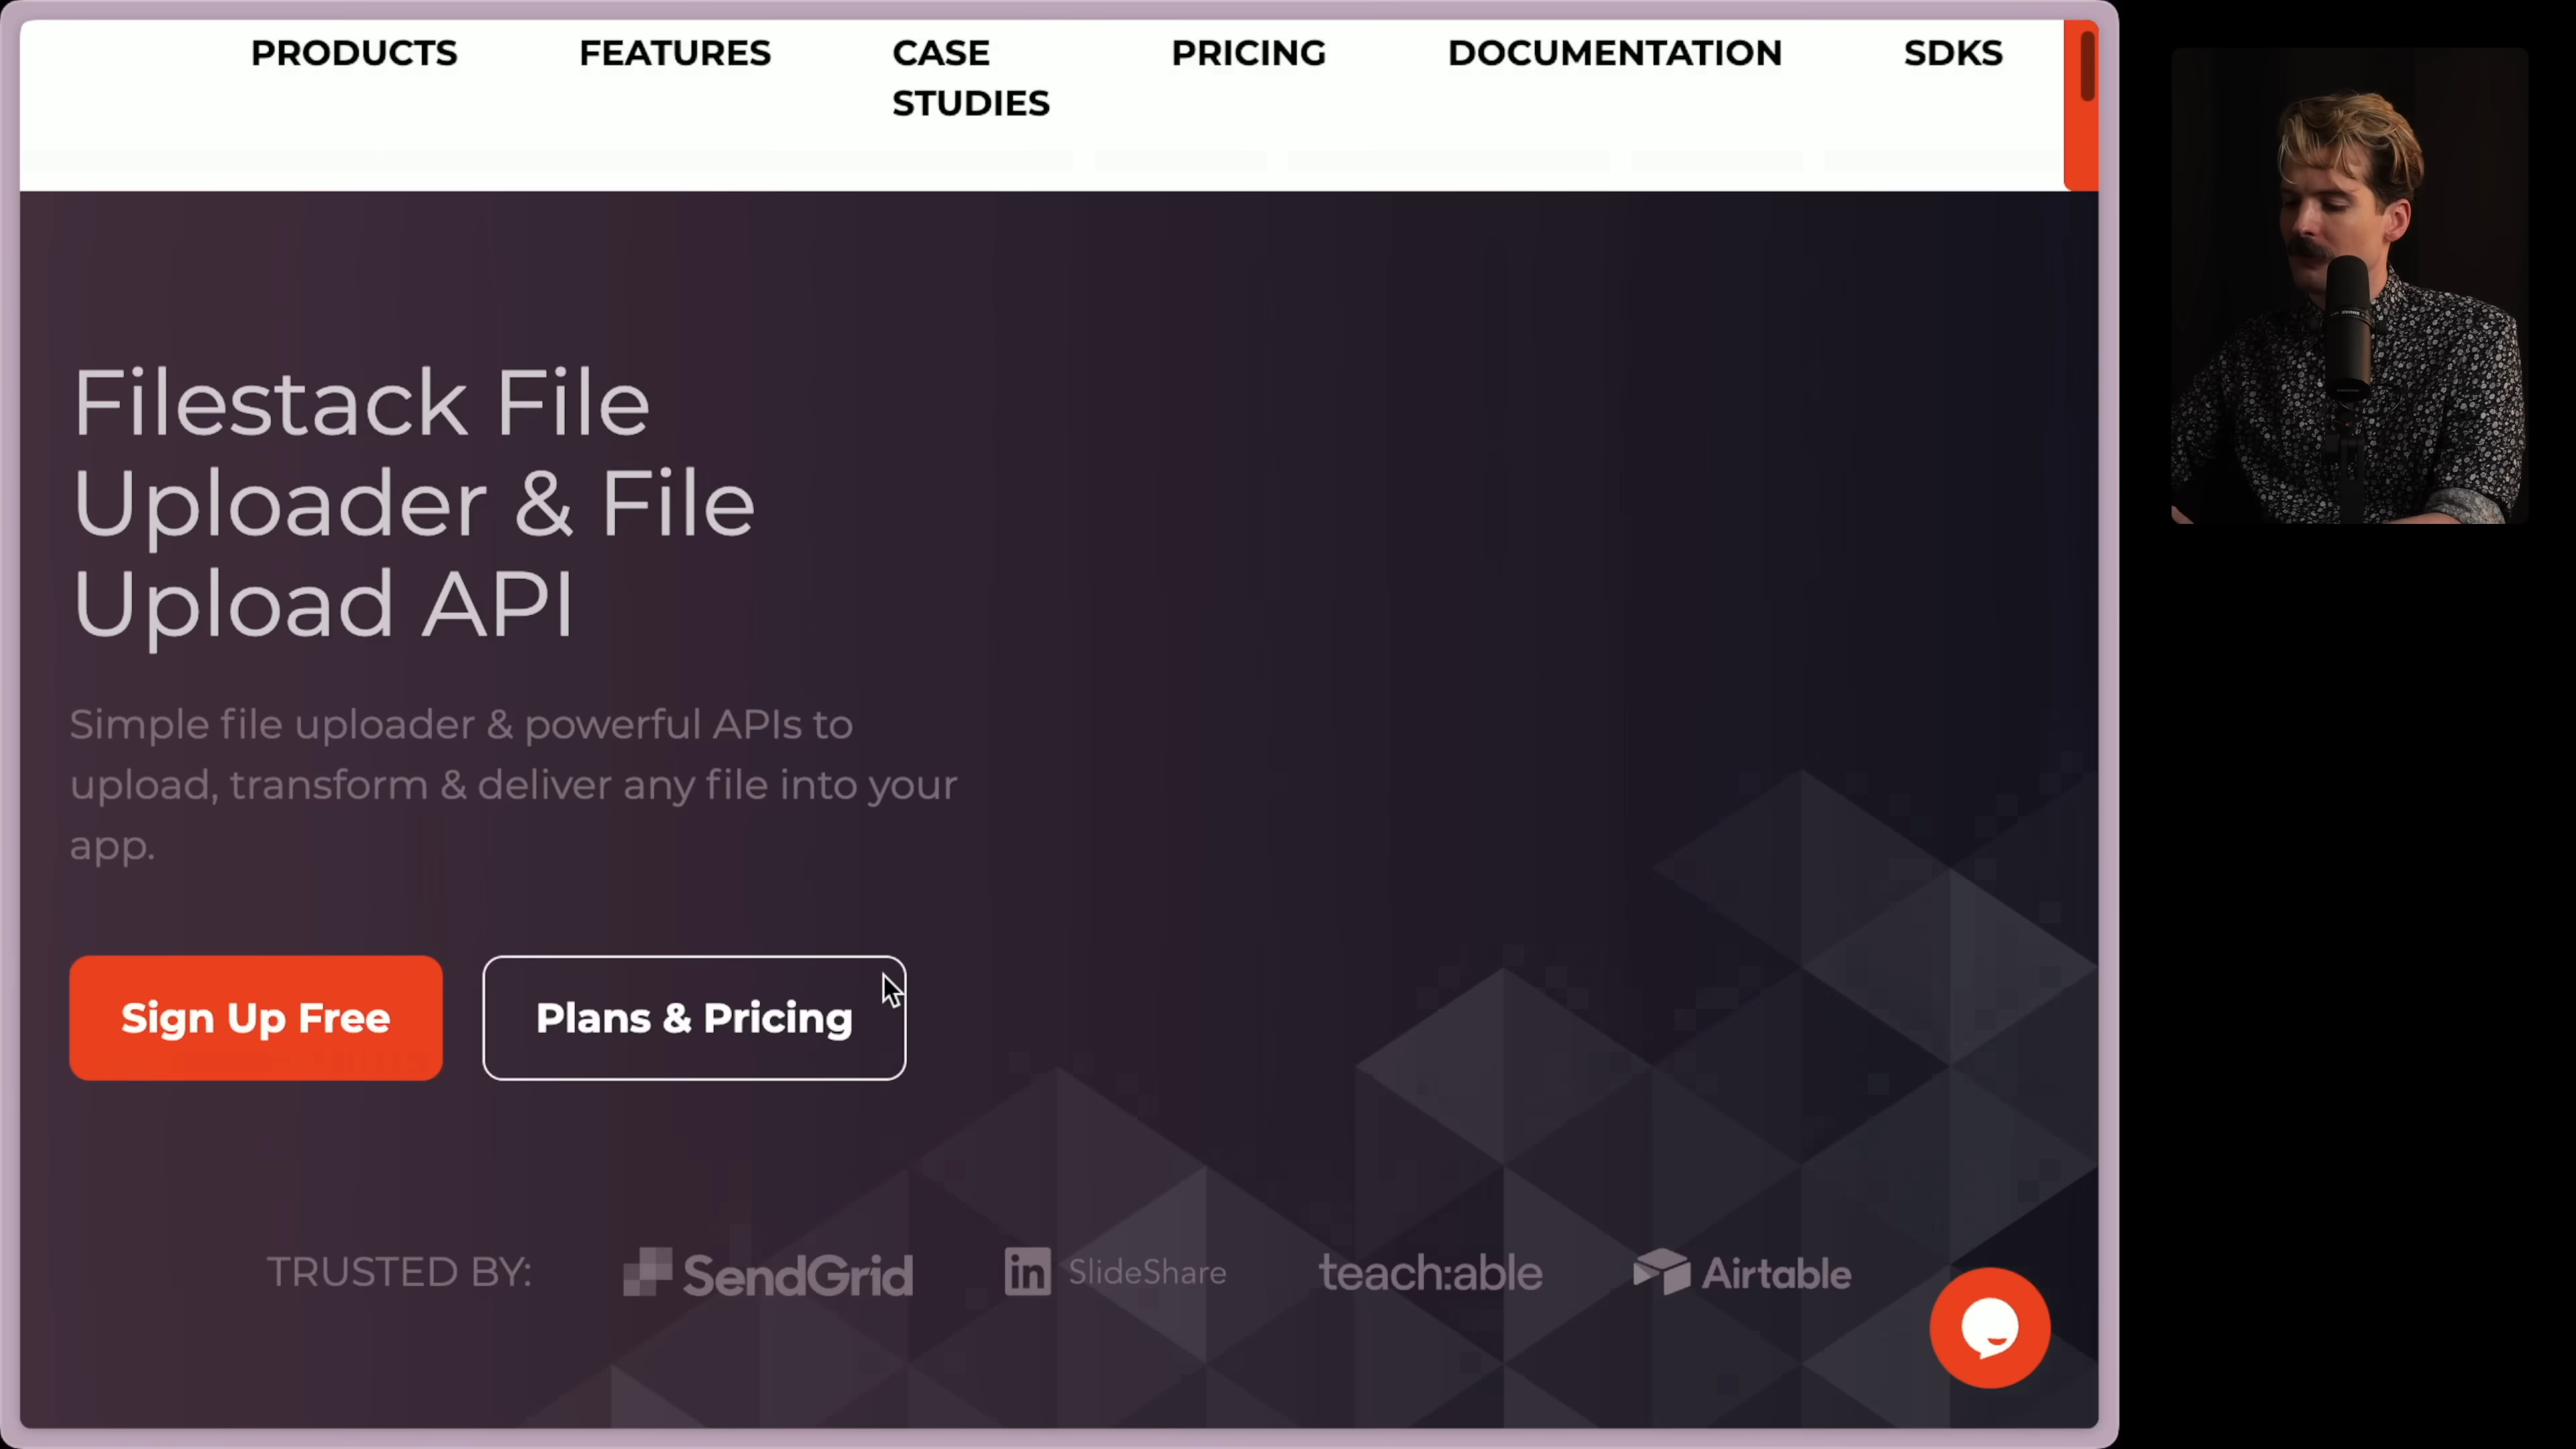 PRODUCTS FEATURES CASE STUDIES PRICING DOCUMENTATION SDKS
Filestack File
Uploader & File
Upload API
Simple file uploader & powerful APIs to
upload, transform & deliver any file into your
app.
Sign Up Free Plans & Pricing
TRUSTED BY: SendGrid in SlideShare teach:able Airtable